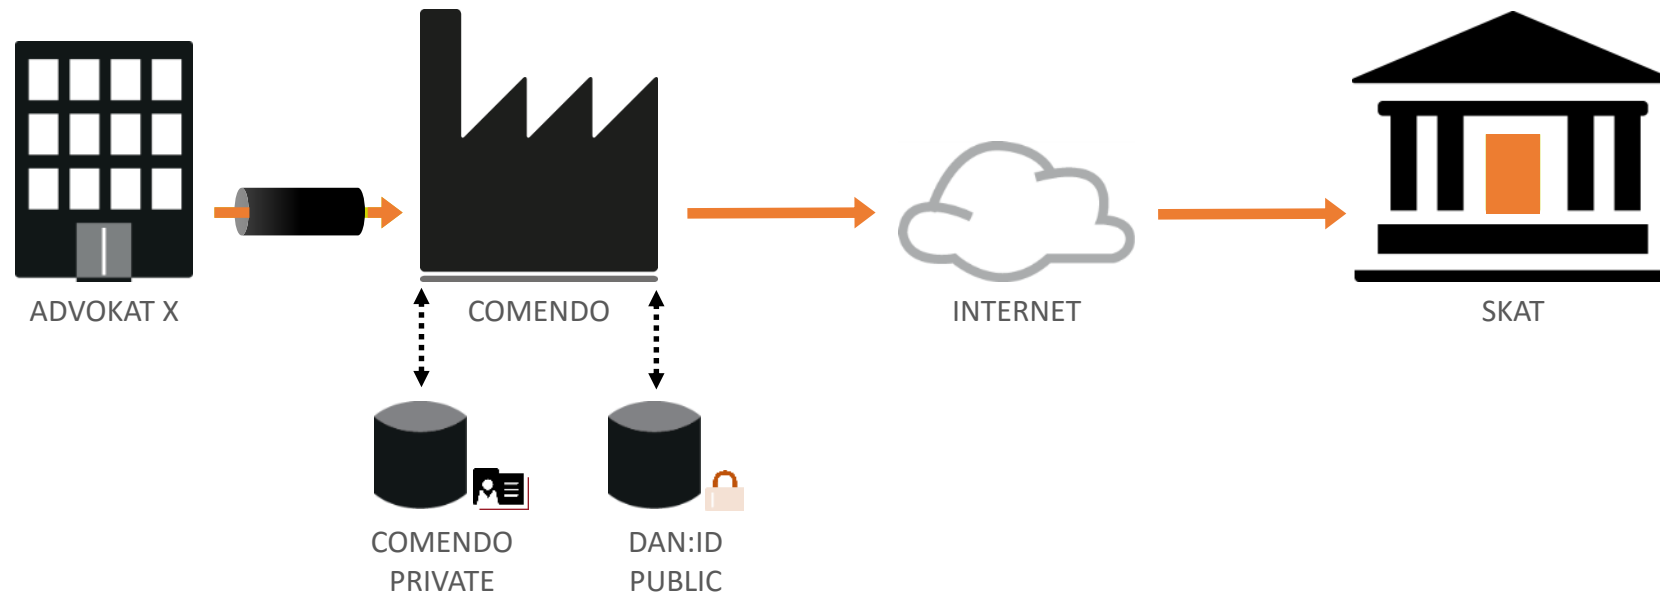 ADVOKAT X
COMENDO
INTERNET
SKAT
COMENDO
PRIVATE
DAN:ID
PUBLIC